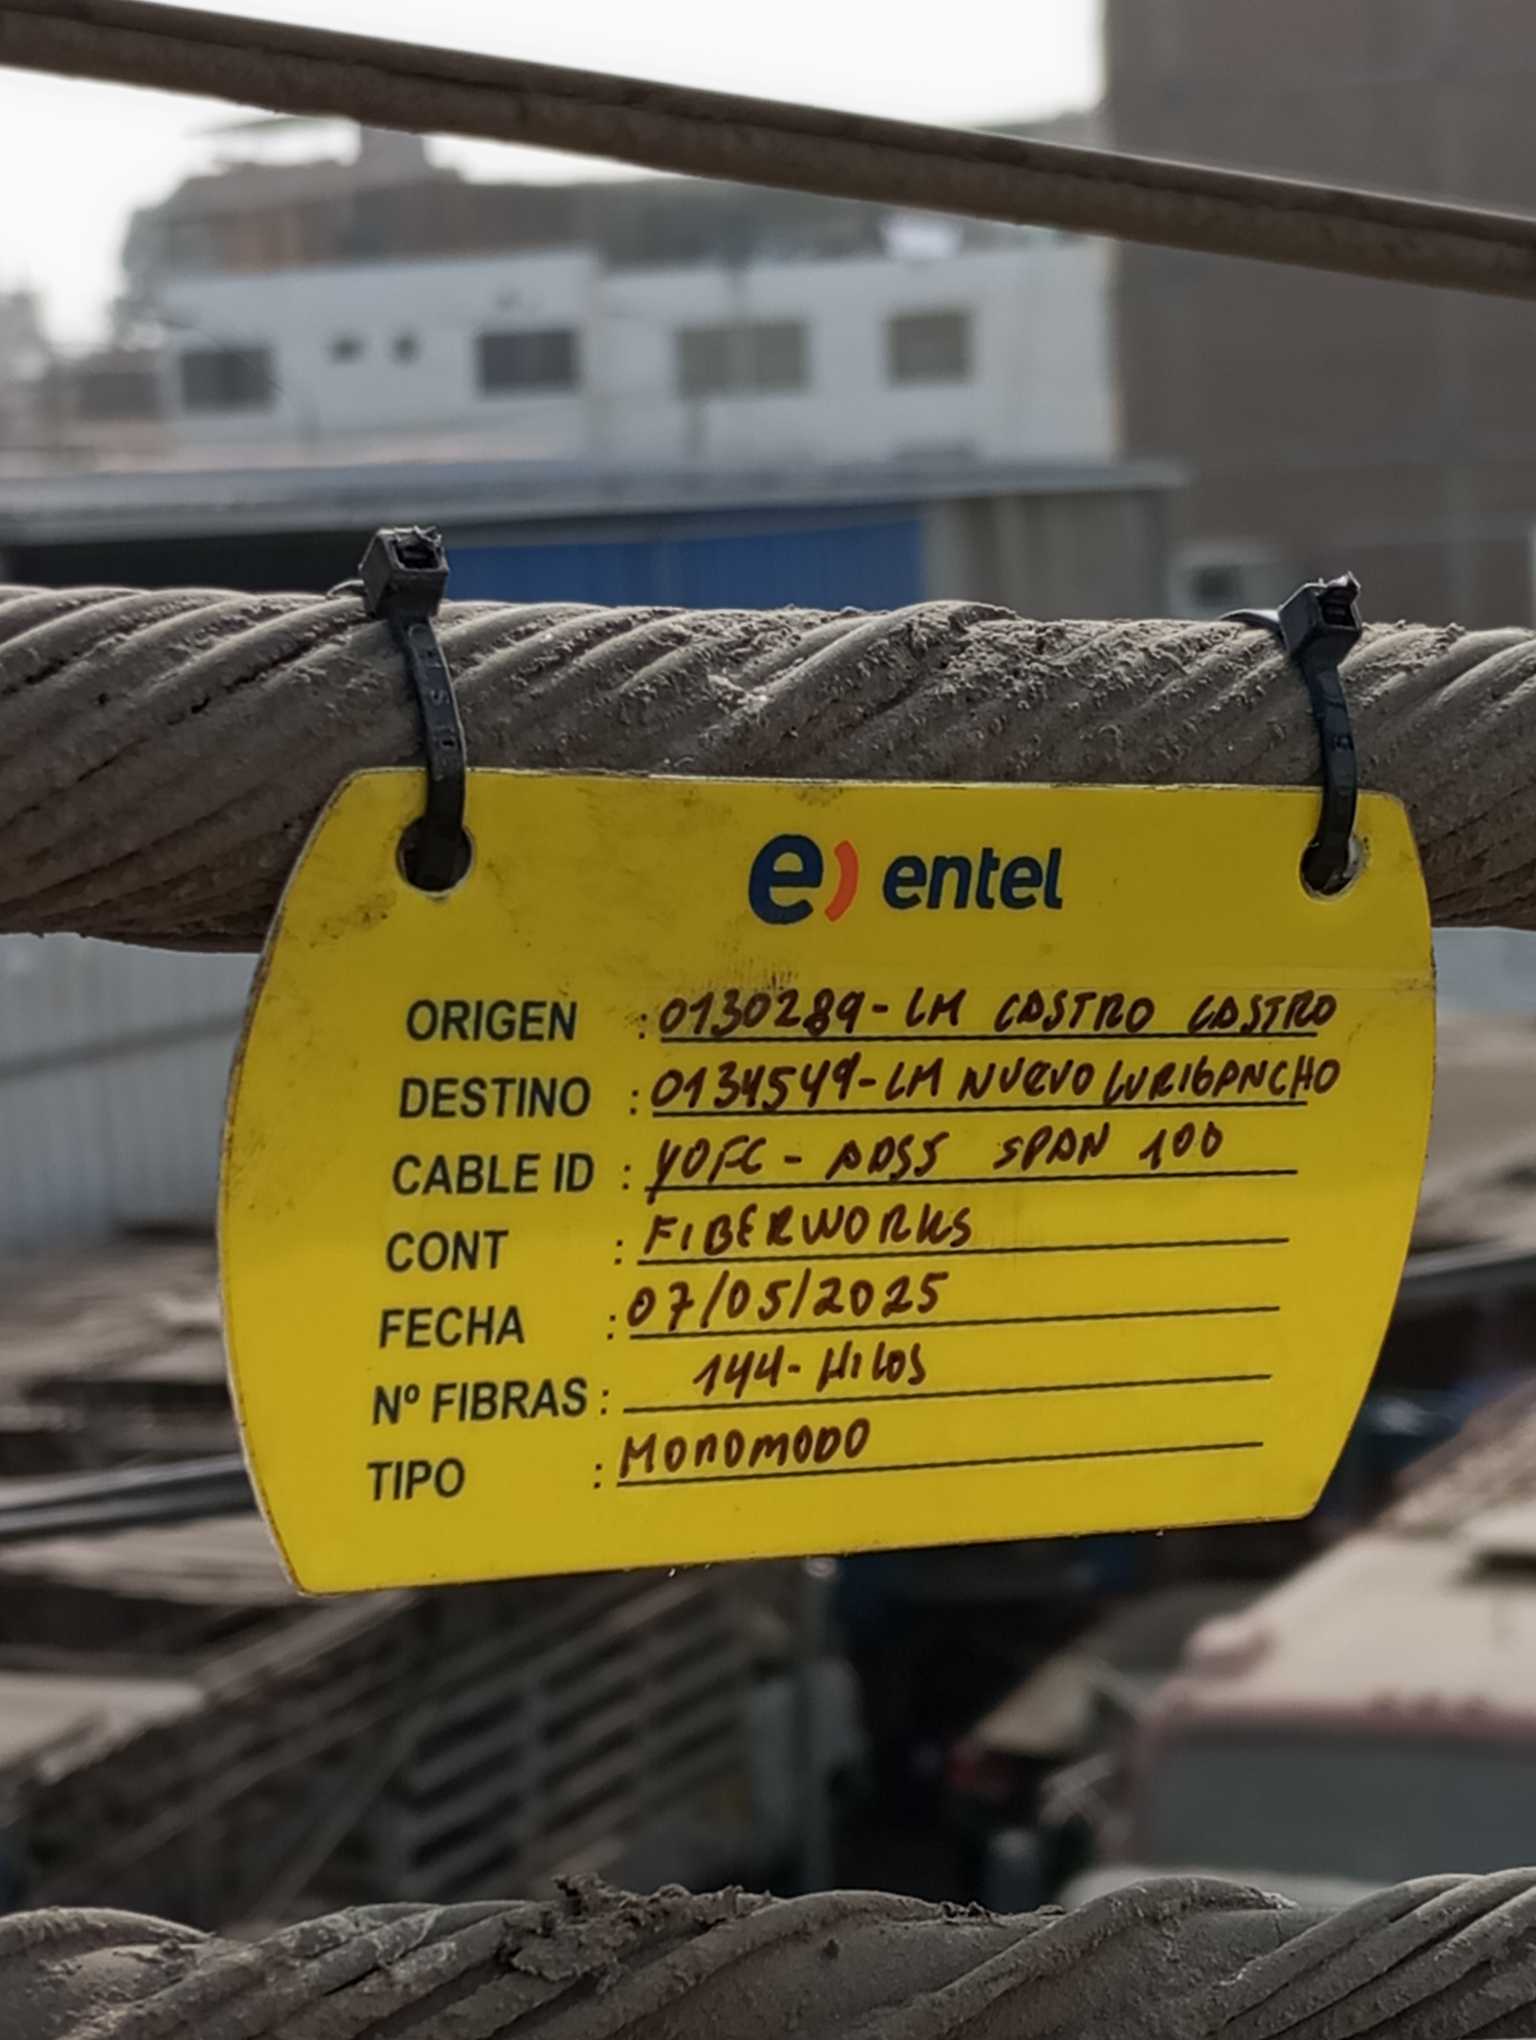 e) entel
ORIGEN : 0130289-LM CASTRO CASTRO
DESTINO : 0134549-LM NUEVO LURIGANCHO
CABLE ID : YOFC - ADSS SPAN 100
CONT : FIBERWORKS
FECHA : 07/05/2025
Nº FIBRAS : 144-HILOS
TIPO : MONOMODO